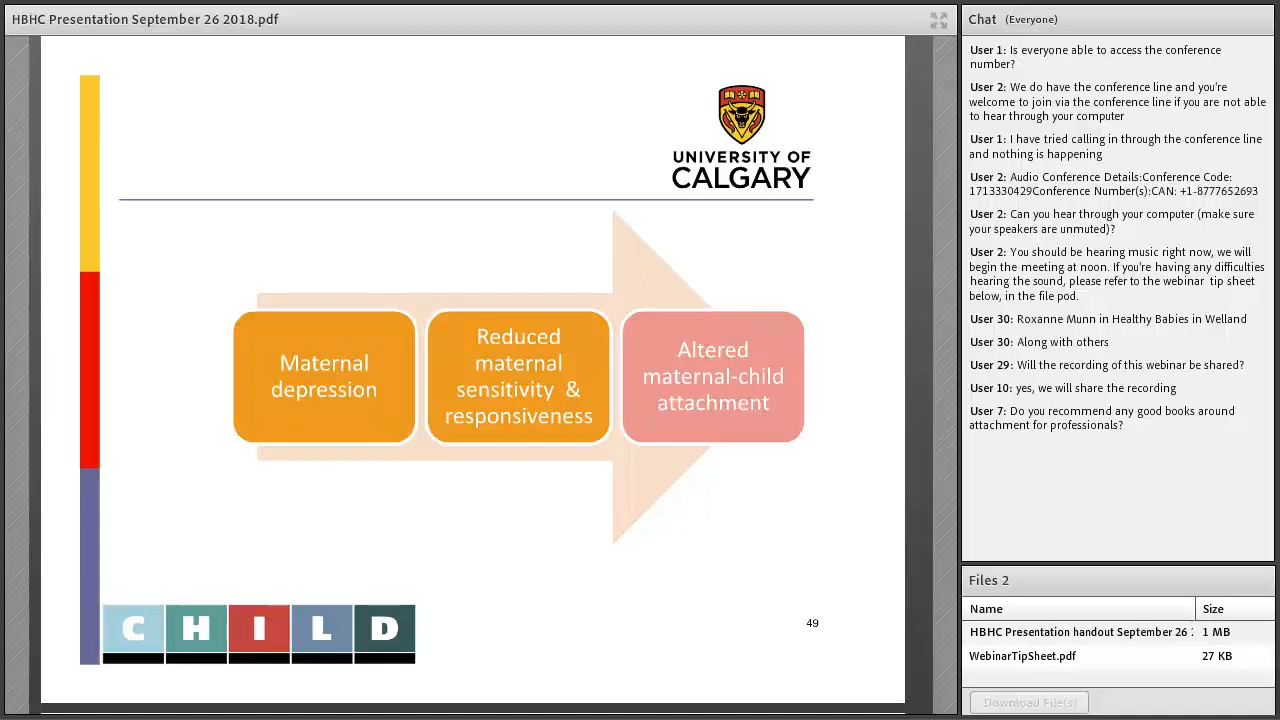 HBHC Presentation September 26 2018.pdf
UNIVERSITY OF
CALGARY
Maternal
depression
Reduced
maternal
sensitivity &
responsiveness
Altered
maternal-child
attachment
C H I L D
49
Chat (Everyone)
User 1: Is everyone able to access the conference
number?
User 2: We do have the conference line and you're
welcome to join via the conference line if you are not able
to hear through your computer
User 1: I have tried calling in through the conference line
and nothing is happening
User 2: Audio Conference Details:Conference Code:
1713330429Conference Number(s):CAN: +1-8777652693
User 2: Can you hear through your computer (make sure
your speakers are unmuted)?
User 2: You should be hearing music right now, we will
begin the meeting at noon. If you're having any difficulties
hearing the sound, please refer to the webinar tip sheet
below, in the file pod.
User 30: Roxanne Munn in Healthy Babies in Welland
User 30: Along with others
User 29: Will the recording of this webinar be shared?
User 10: yes, we will share the recording
User 7: Do you recommend any good books around
attachment for professionals?
Files 2
Name Size
HBHC Presentation handout September 26 : 1 MB
WebinarTipSheet.pdf 27 KB
Download File(s)